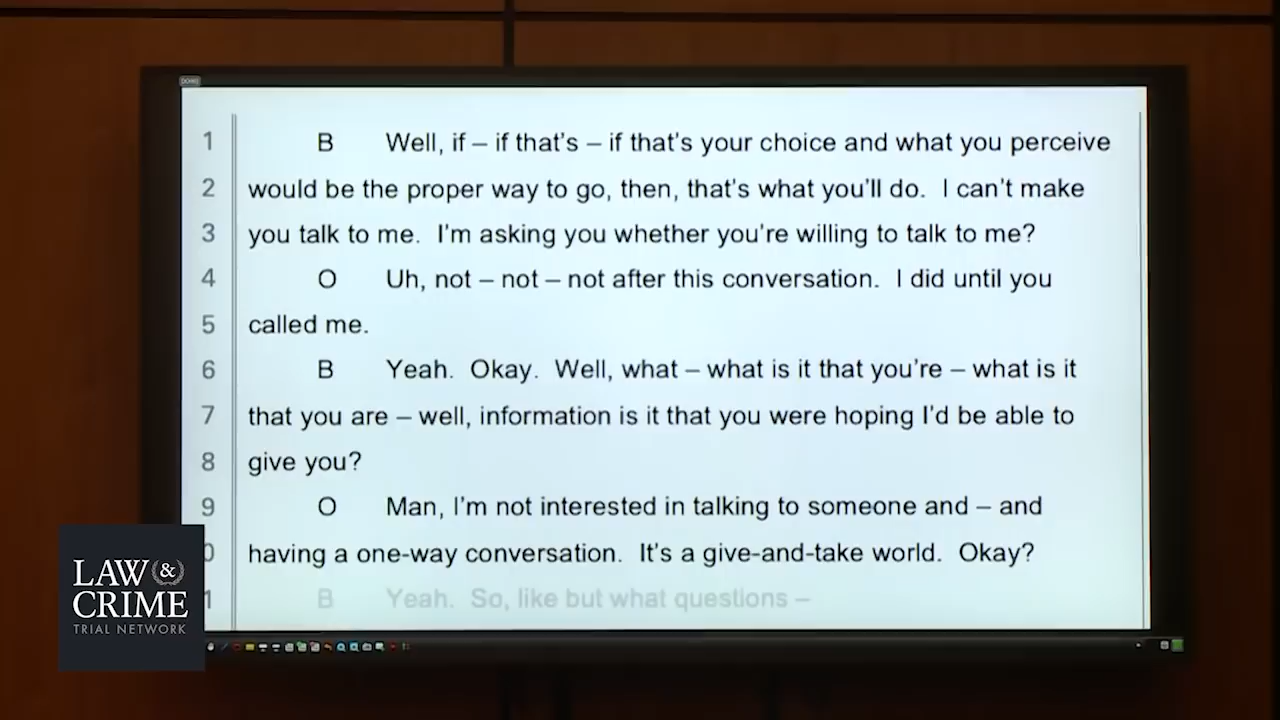 1 B Well, if – if that's – if that's your choice and what you perceive
2 would be the proper way to go, then, that's what you'll do. I can't make
3 you talk to me. I'm asking you whether you're willing to talk to me?
4 O Uh, not – not – not after this conversation. I did until you
5 called me.
6 B Yeah. Okay. Well, what – what is it that you're – what is it
7 that you are – well, information is it that you were hoping I'd be able to
8 give you?
9 O Man, I'm not interested in talking to someone and – and
0 having a one-way conversation. It's a give-and-take world. Okay?
1 B Yeah. So, like but what questions –
LAW &
CRIME
TRIAL NETWORK